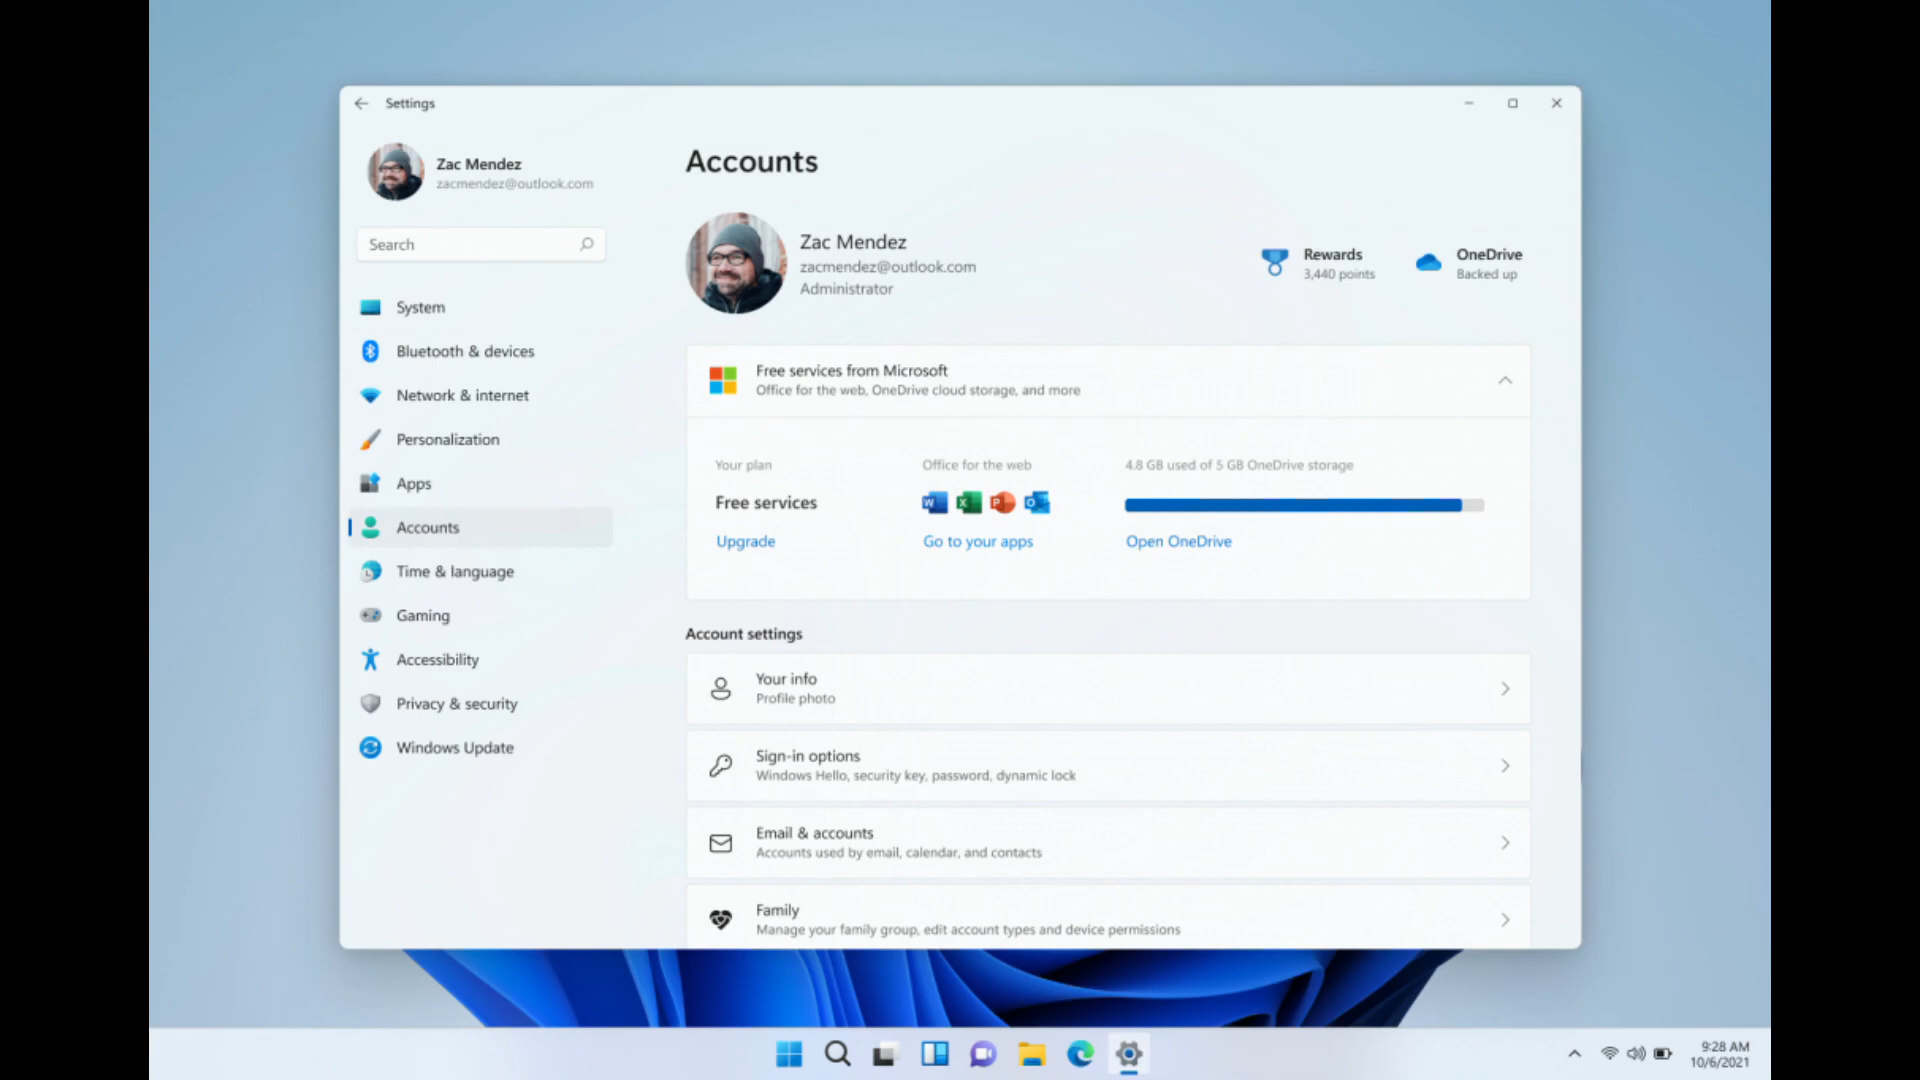 Settings
Zac Mendez
zacmendez@outlook.com
Search
System
Bluetooth & devices
Network & internet
Personalization
Apps
Accounts
Time & language
Gaming
Accessibility
Privacy & security
Windows Update
Accounts
Zac Mendez
zacmendez@outlook.com
Administrator
Rewards
3,440 points
OneDrive
Backed up
Free services from Microsoft
Office for the web, OneDrive cloud storage, and more
Your plan
Free services
Upgrade
Office for the web
Go to your apps
4.8 GB used of 5 GB OneDrive storage
Open OneDrive
Account settings
Your info
Profile photo
Sign-in options
Windows Hello, security key, password, dynamic lock
Email & accounts
Accounts used by email, calendar, and contacts
Family
Manage your family group, edit account types and device permissions
9:28 AM
10/6/2021